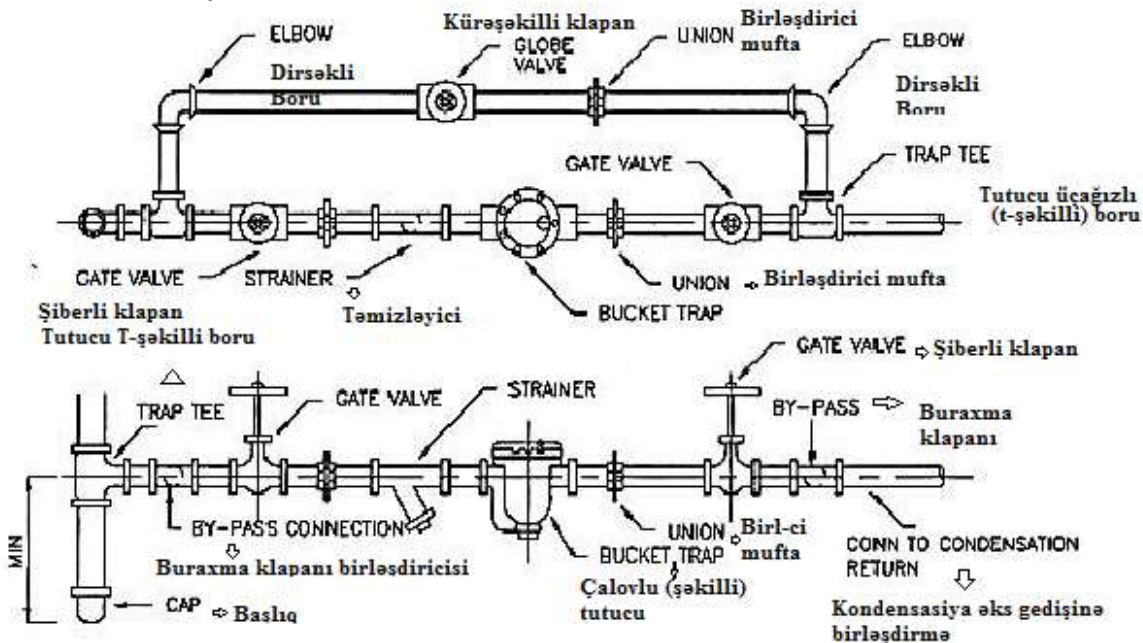 Kürəşəkilli klapan
ELBOW
GLOBE
VALVE
UNION
Birləşdirici
mufta
ELBOW
Dirsəkli
Boru
Dirsəkli
Boru
GATE VALVE
TRAP TEE
Tutucu üçağızlı
(t-şəkilli) boru
GATE VALVE
STRAINER
UNION ⇨ Birləşdirici mufta
BUCKET TRAP
Şiberli klapan
Təmizləyici
Tutucu T-şəkilli boru
GATE VALVE ⇨ Şiberli klapan
TRAP TEE
GATE VALVE
STRAINER
BY-PASS ⇨
Buraxma
klapanı
MIN
BY-PASS CONNECTION
Buraxma klapanı birləşdiricisi
UNION ⇨ Birl-ci
mufta
BUCKET TRAP
Çalovlu (şəkilli)
tutucu
CONN TO CONDENSATION
RETURN
Kondensasiya əks gedişinə
birləşdirmə
CAP ⇨ Başlıq